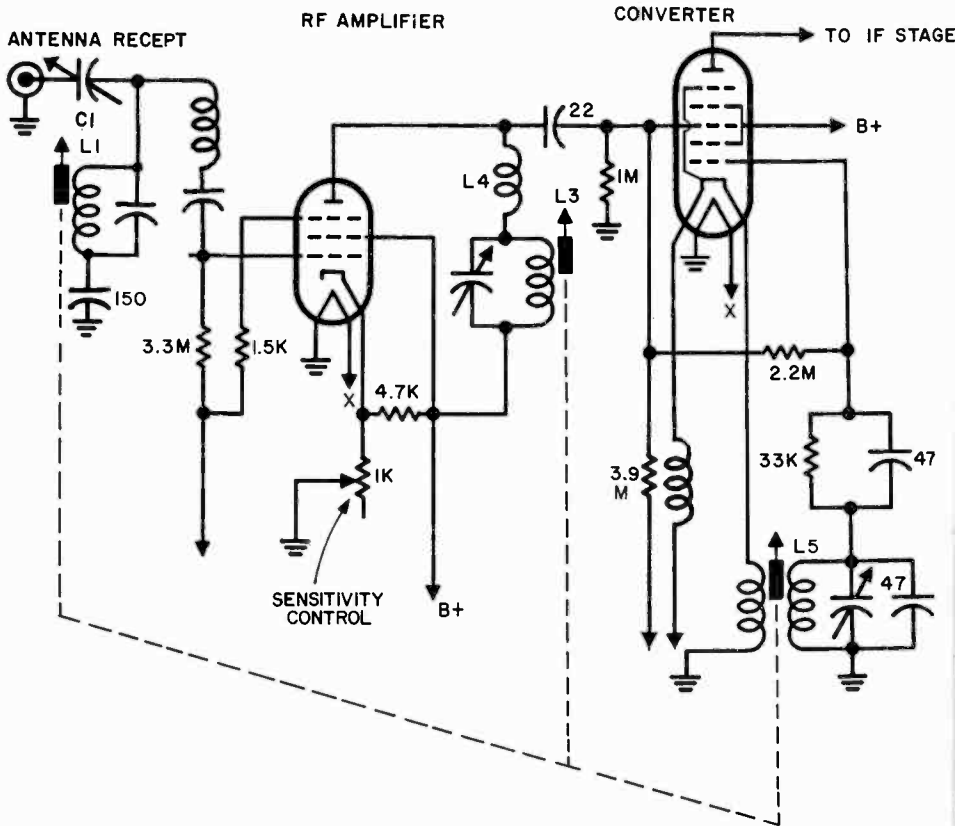 RF AMPLIFIER
CONVERTER
ANTENNA RECEPT
TO IF STAGE
C1
L1
22
B+
1M
L4
L3
150
3.3M
1.5K
X
4.7K
X
2.2M
1K
33K
47
3.9
M
L5
47
SENSITIVITY
CONTROL
B+